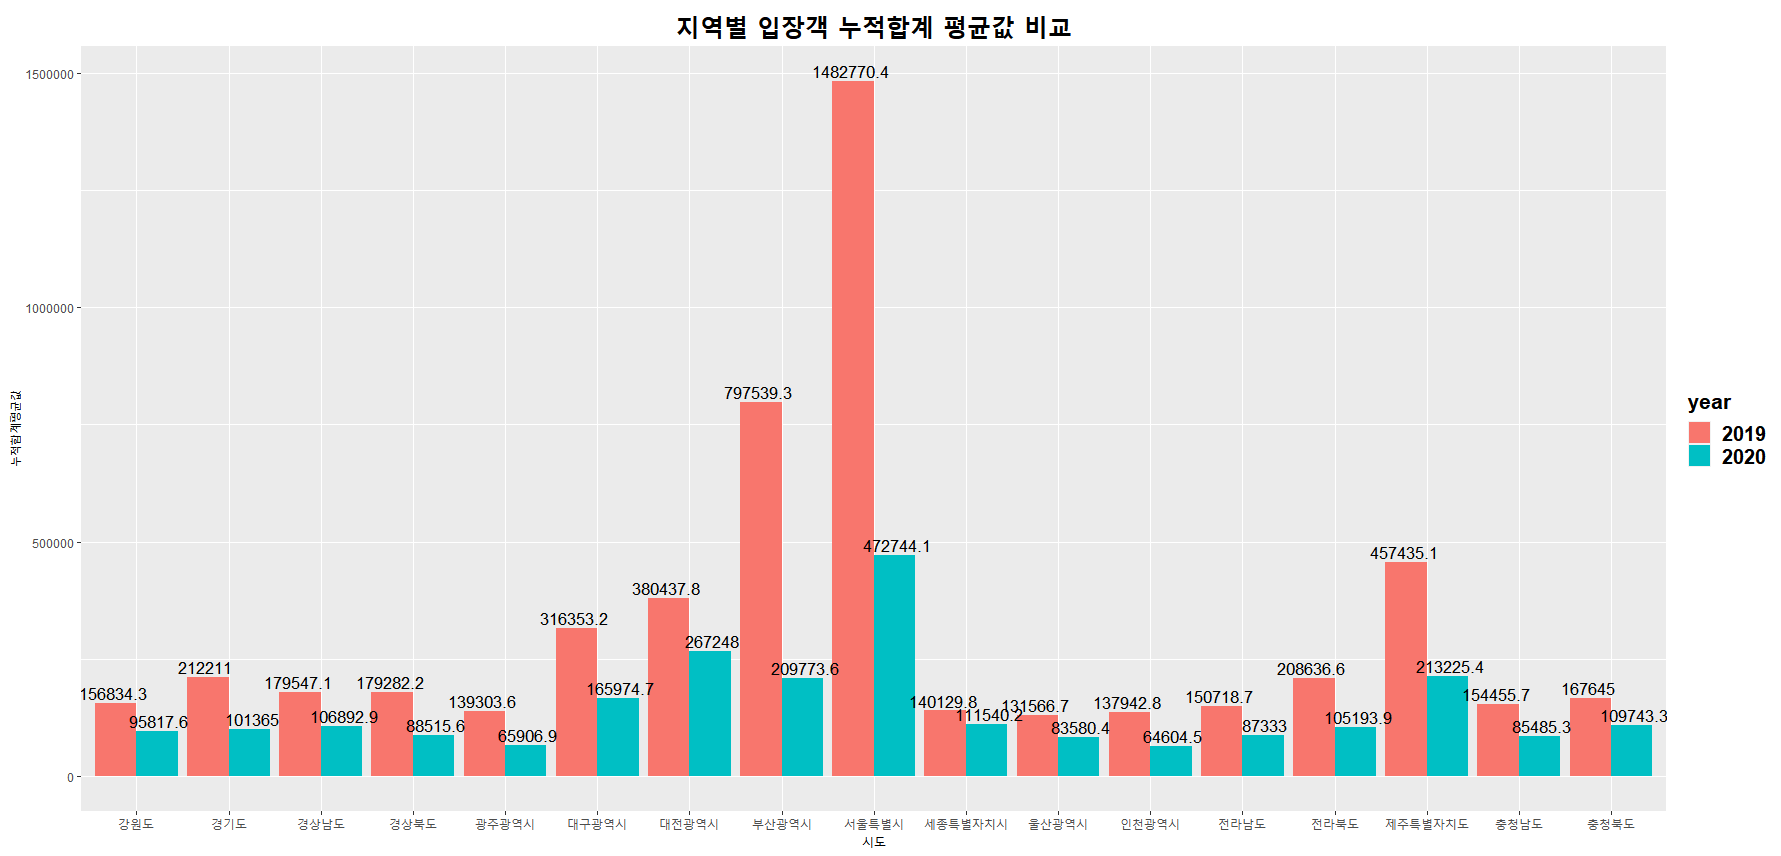 지역별 입장객 누적합계 평균값 비교
누적합계평균값
1500000
1000000
500000
0
156834.3
95817.6
212211
101365
179547.1
106892.9
179282.2
88515.6
139303.6
65906.9
316353.2
165974.7
380437.8
267248
797539.3
209773.6
1482770.4
472744.1
140129.8
111540.2
131566.7
83580.4
137942.8
64604.5
150718.7
87333
208636.6
105193.9
457435.1
213225.4
154455.7
85485.3
167645
109743.3
강원도
경기도
경상남도
경상북도
광주광역시
대구광역시
대전광역시
부산광역시
서울특별시
세종특별자치시
울산광역시
인천광역시
전라남도
전라북도
제주특별자치도
충청남도
충청북도
시도
year
2019
2020